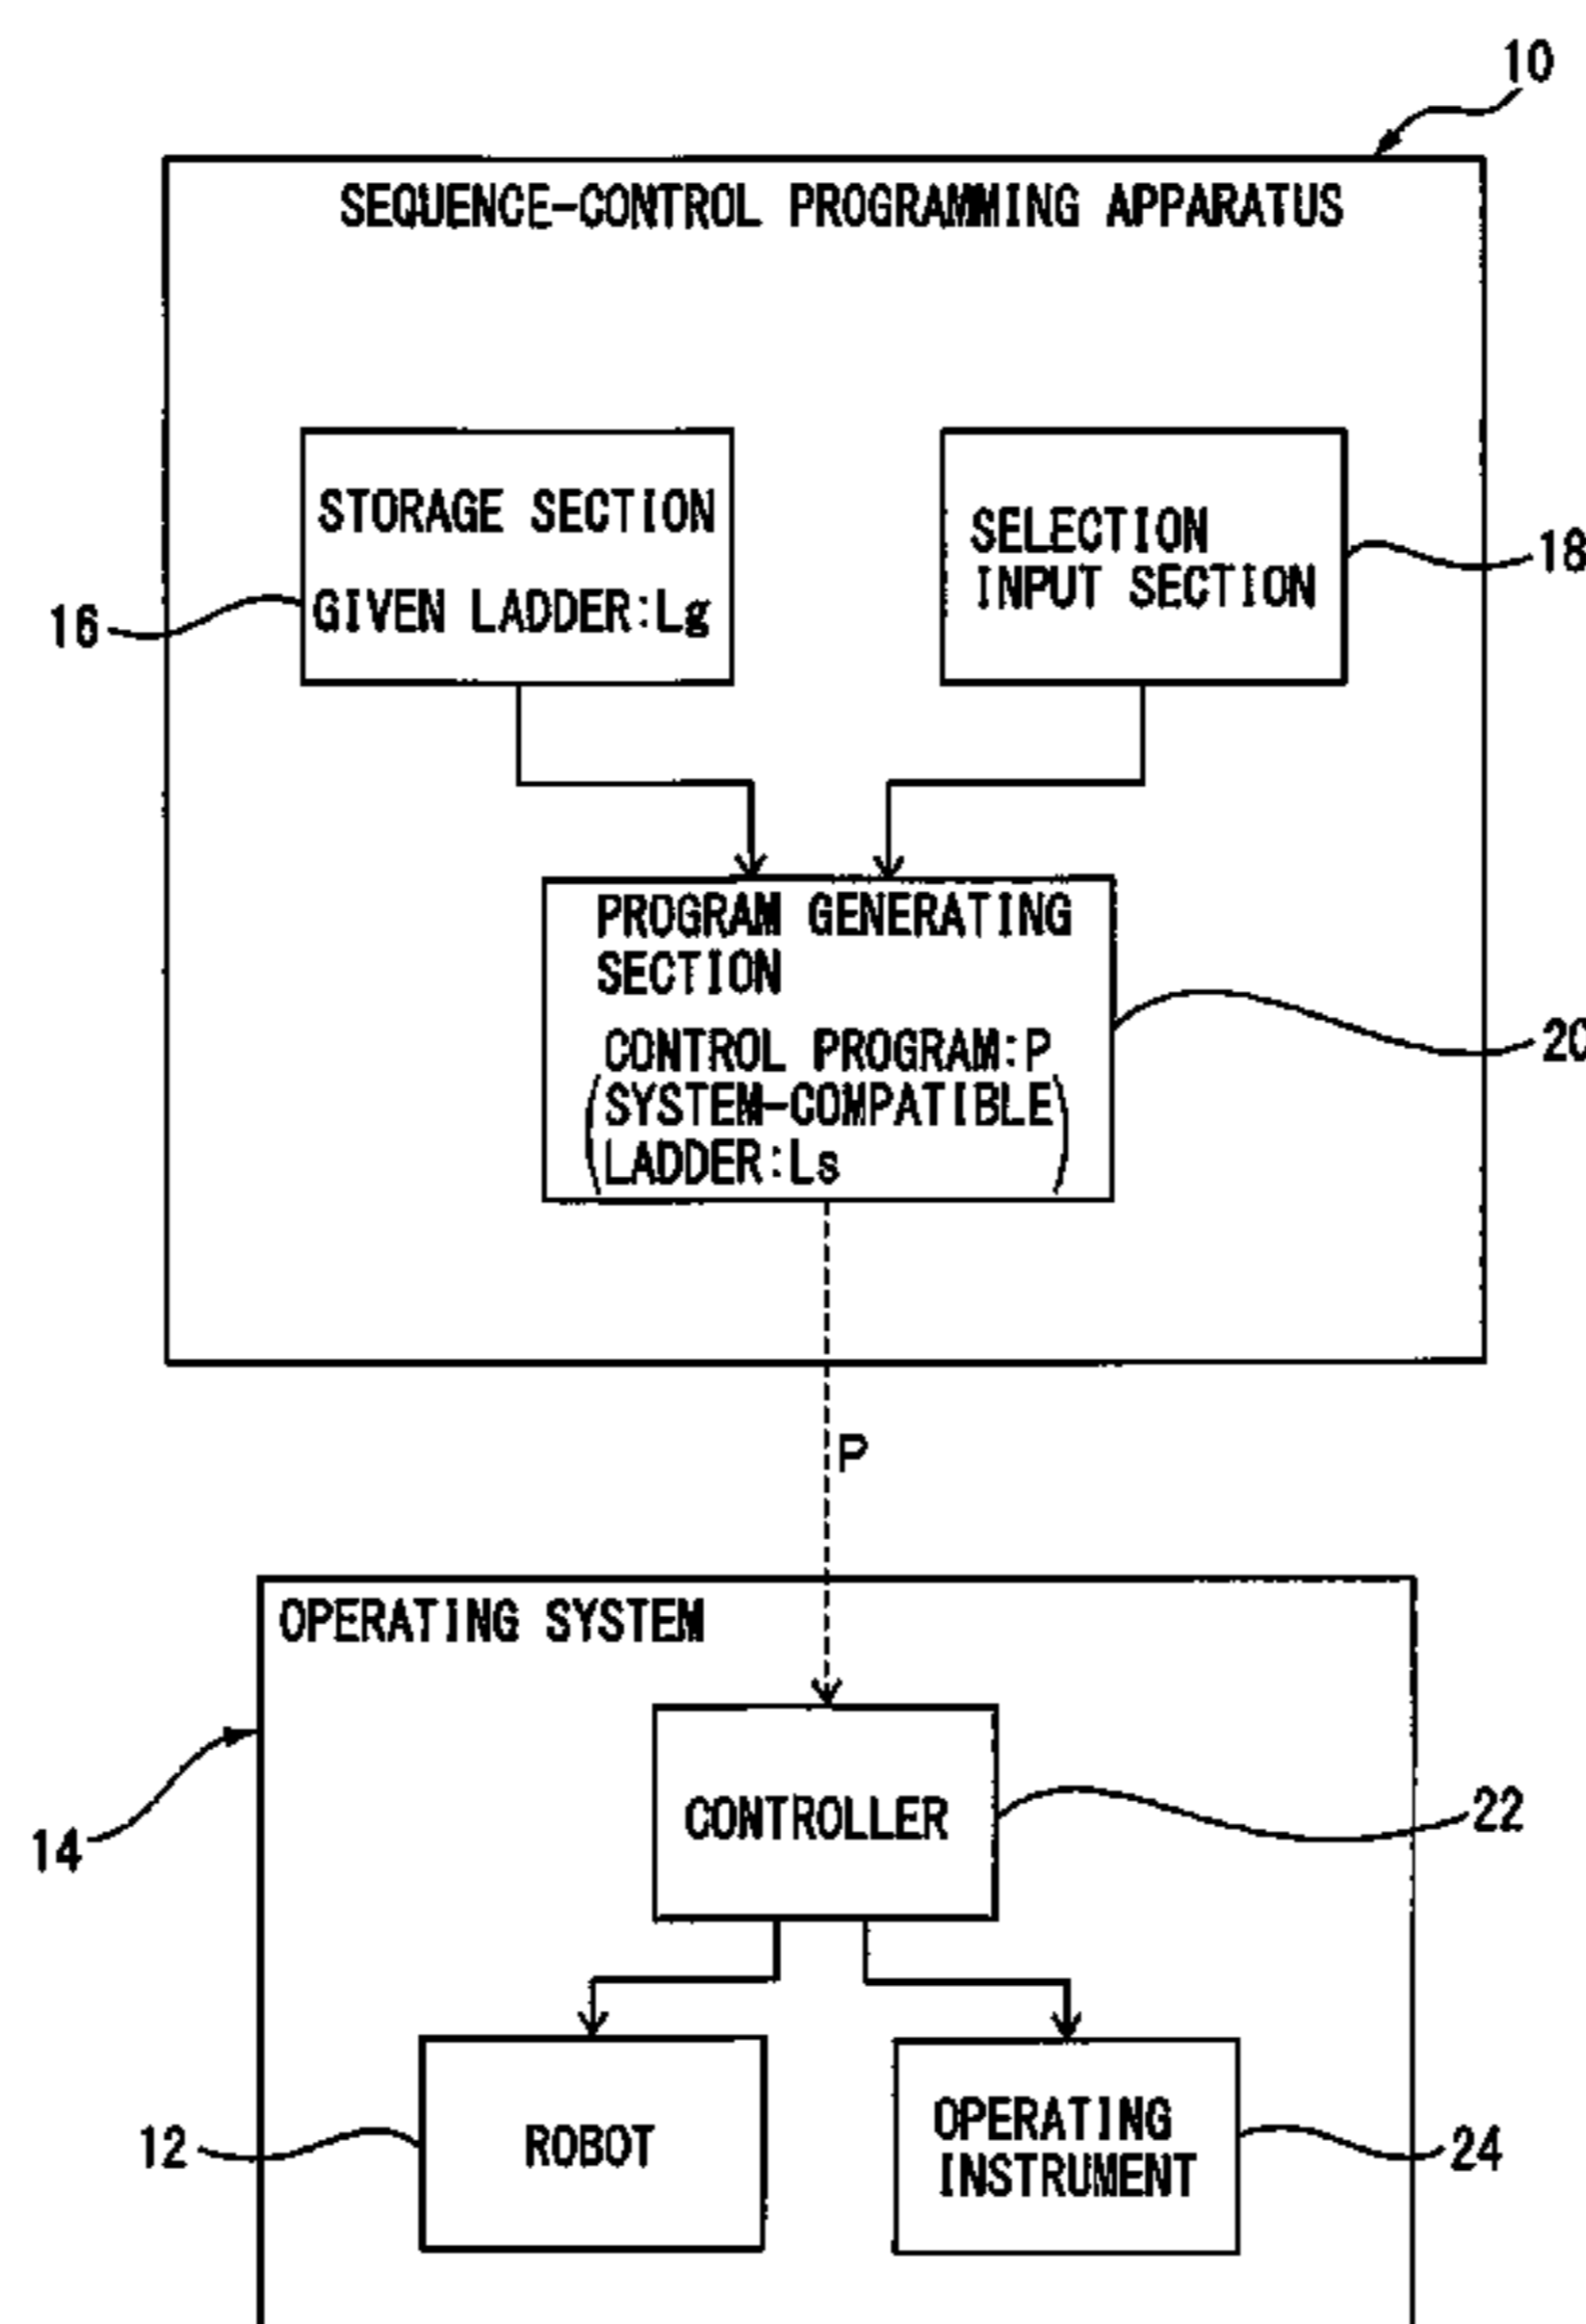 10
SEQUENCE-CONTROL PROGRAMMING APPARATUS
STORAGE SECTION
GIVEN LADDER:Lg
16
SELECTION
INPUT SECTION
18
PROGRAM GENERATING
SECTION
CONTROL PROGRAM:P
(SYSTEM-COMPATIBLE
LADDER:Ls)
20
P
OPERATING SYSTEM
14
CONTROLLER
22
ROBOT
12
OPERATING
INSTRUMENT
24